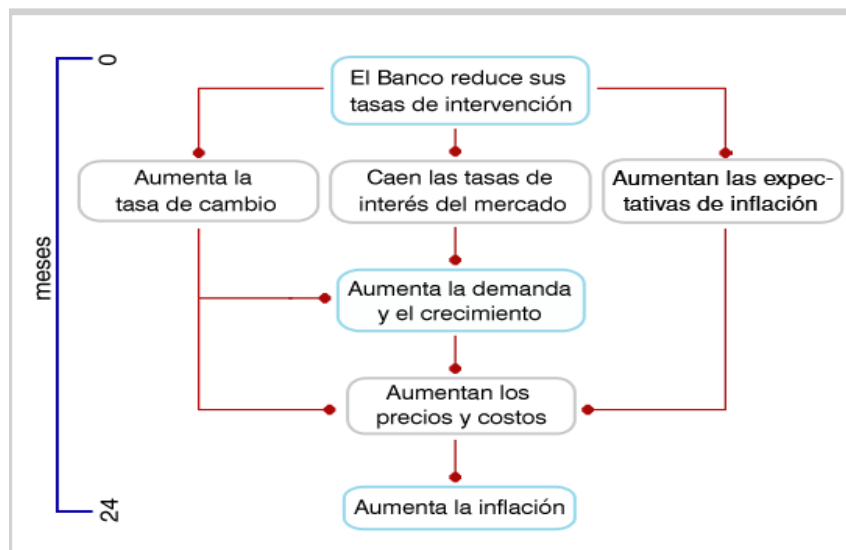 0
El Banco reduce sus
tasas de intervención
Aumenta la
tasa de cambio
Caen las tasas de
interés del mercado
Aumentan las expec-
tativas de inflación
meses
Aumenta la demanda
y el crecimiento
Aumentan los
precios y costos
Aumenta la inflación
24